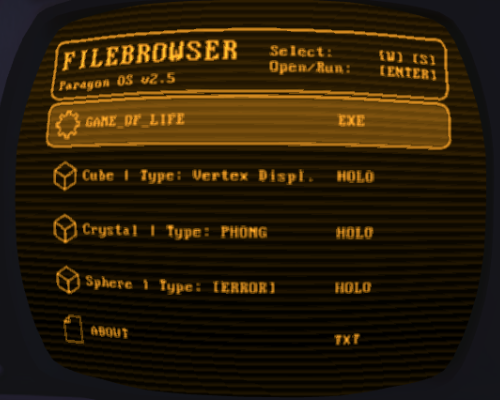 FILEBROWSER
Select: [W] [S]
Paragon OS v2.5
Open/Run: [ENTER]
GAME_OF_LIFE EXE
Cube | Type: Vertex Displ. HOLO
Crystal | Type: PHONG HOLO
Sphere | Type: [ERROR] HOLO
ABOUT TXT